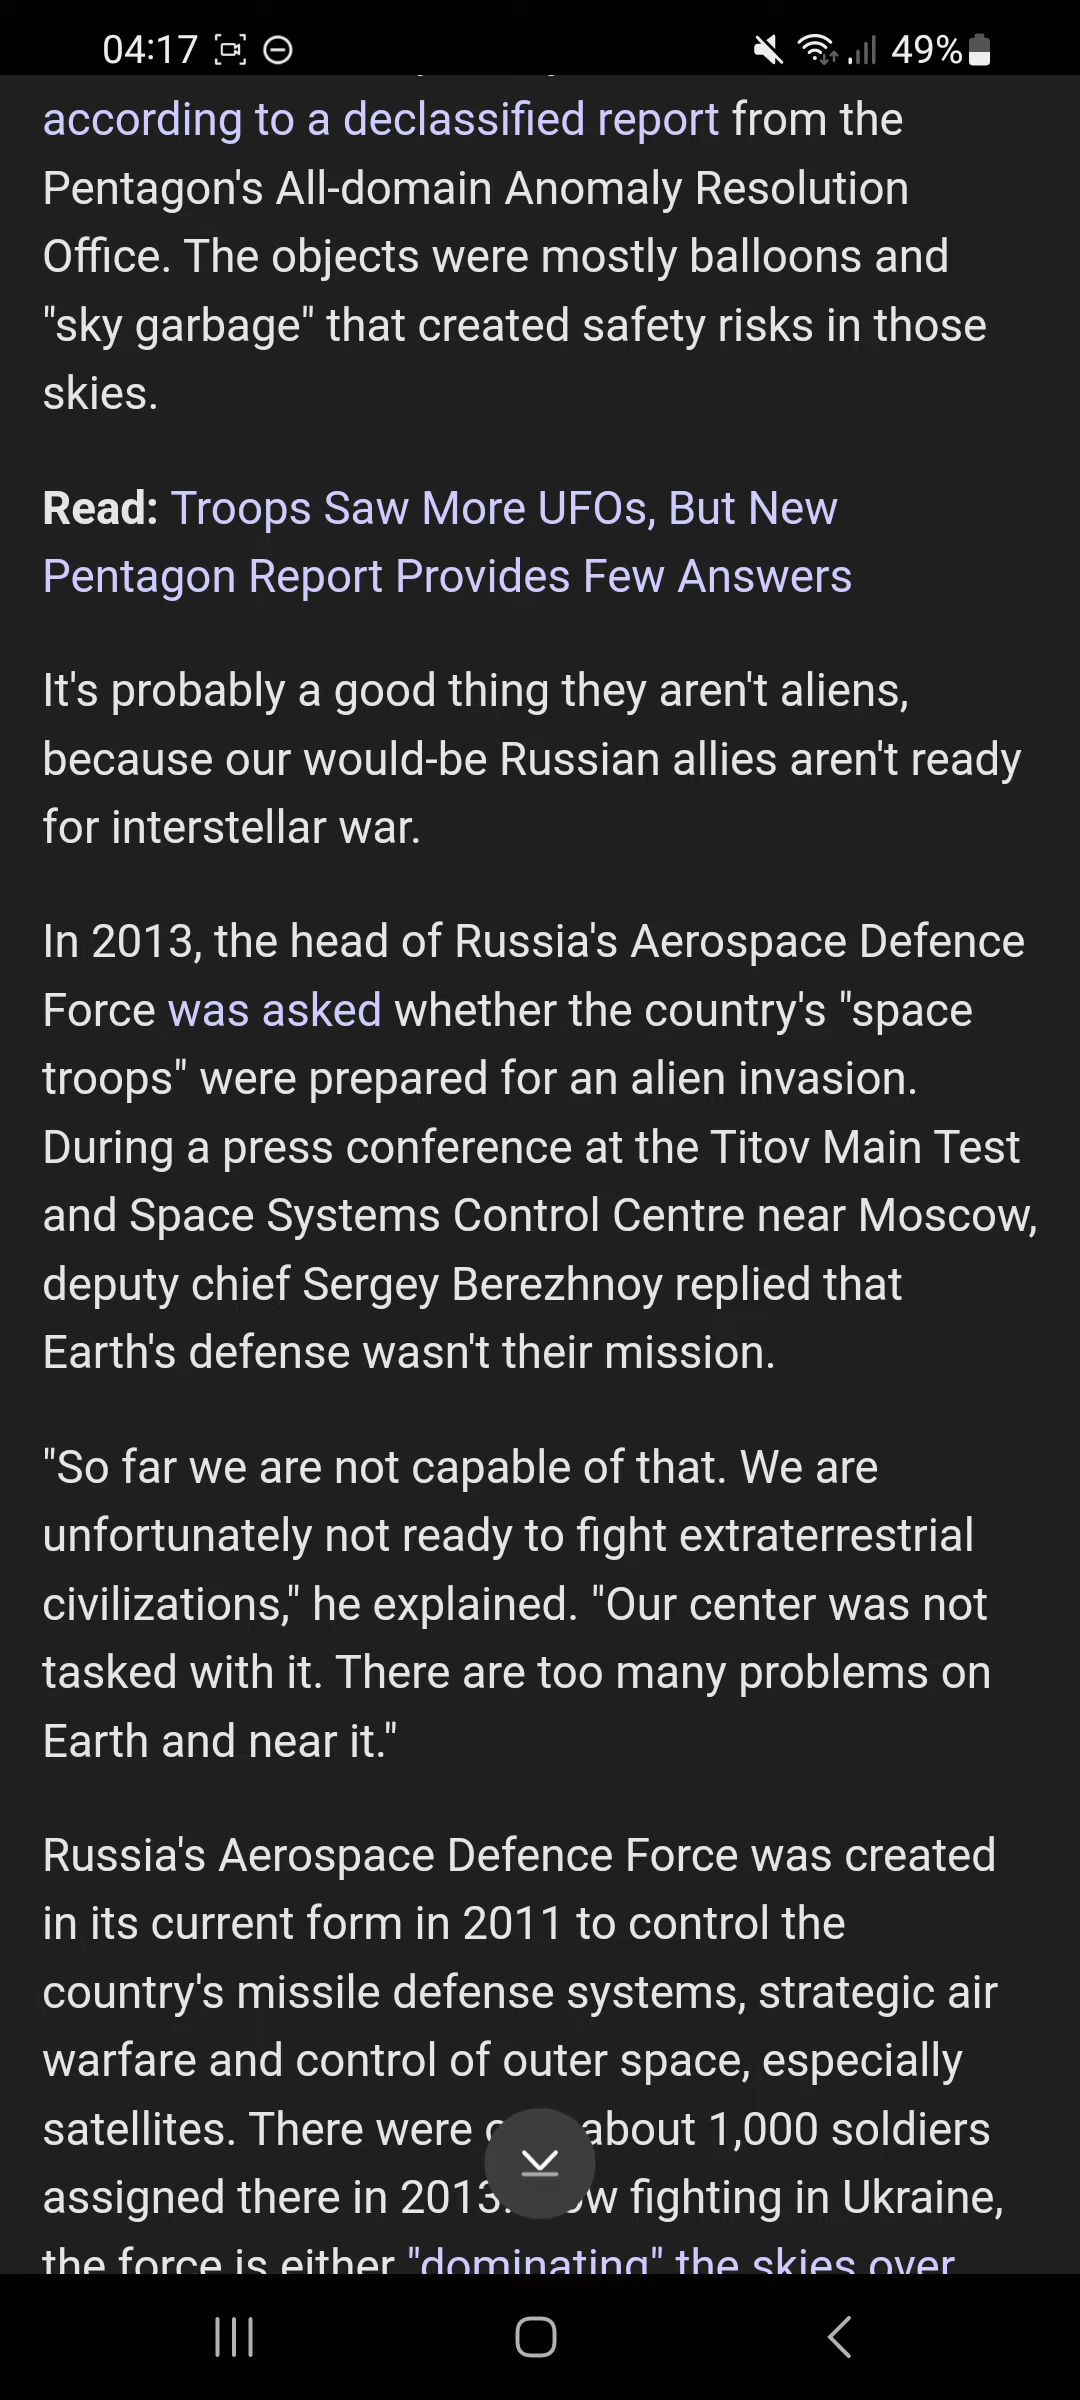 04:17
49%
according to a declassified report from the
Pentagon's All-domain Anomaly Resolution
Office. The objects were mostly balloons and
"sky garbage" that created safety risks in those
skies.
Read: Troops Saw More UFOs, But New
Pentagon Report Provides Few Answers
It's probably a good thing they aren't aliens,
because our would-be Russian allies aren't ready
for interstellar war.
In 2013, the head of Russia's Aerospace Defence
Force was asked whether the country's "space
troops" were prepared for an alien invasion.
During a press conference at the Titov Main Test
and Space Systems Control Centre near Moscow,
deputy chief Sergey Berezhnoy replied that
Earth's defense wasn't their mission.
"So far we are not capable of that. We are
unfortunately not ready to fight extraterrestrial
civilizations," he explained. "Our center was not
tasked with it. There are too many problems on
Earth and near it."
Russia's Aerospace Defence Force was created
in its current form in 2011 to control the
country's missile defense systems, strategic air
warfare and control of outer space, especially
satellites. There were about 1,000 soldiers
assigned there in 2013. fighting in Ukraine,
the force is either "dominating" the skies over